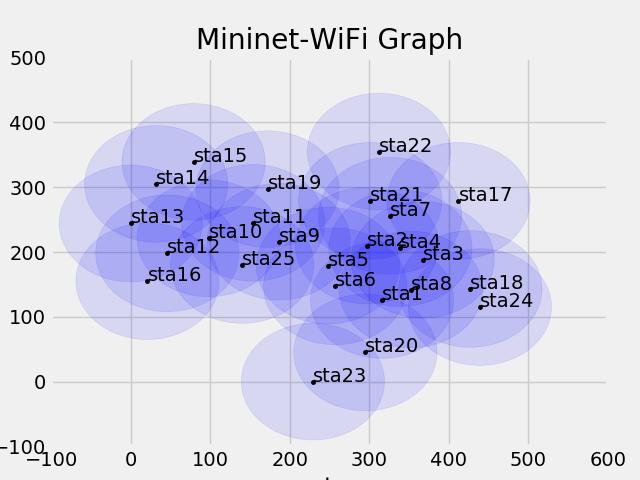 Mininet-WiFi Graph
500
400
300
200
100
0
−100
sta22
sta15
sta14
sta19
sta21
sta17
sta7
sta13
sta11
sta10
sta9
sta12
sta2
sta4
sta3
sta25
sta5
sta16
sta6
sta8
sta18
sta1
sta24
sta20
sta23
−100 0 100 200 300 400 500 600